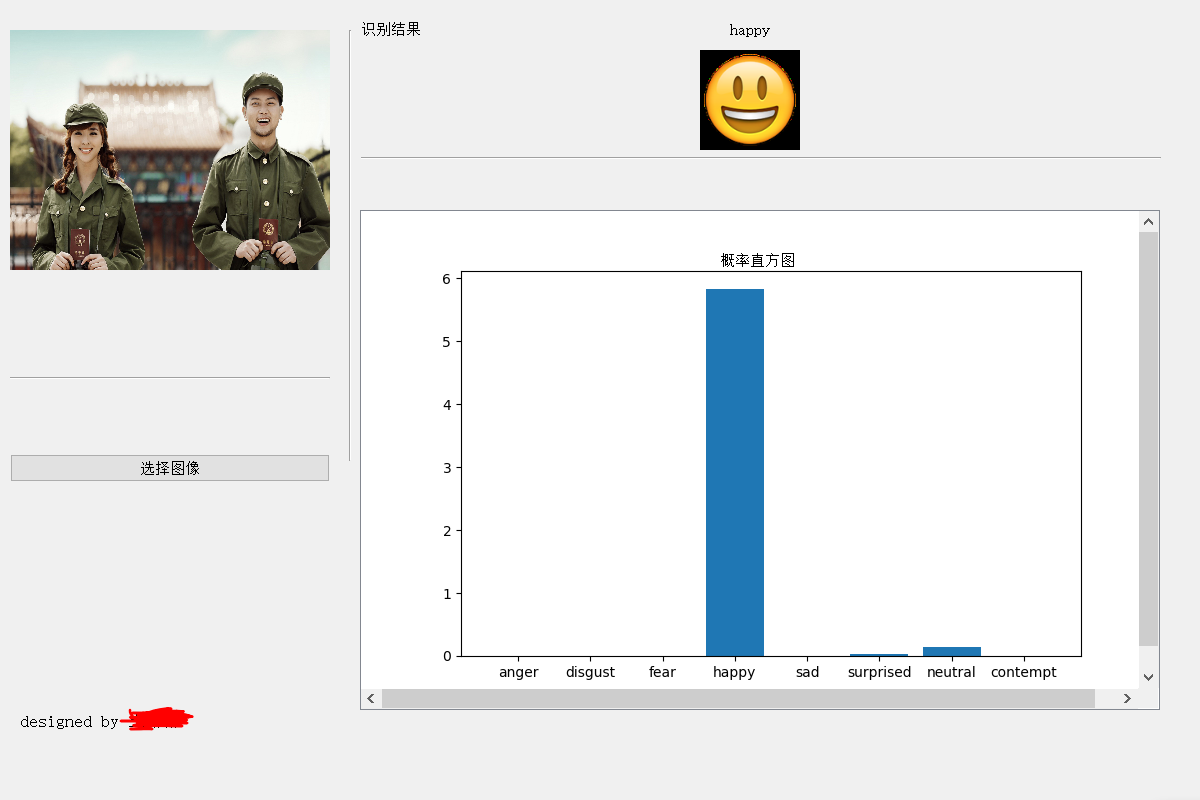 识别结果
happy
概率直方图
6
5
4
3
2
1
0
anger disgust fear happy sad surprised neutral contempt
选择图像
designed by